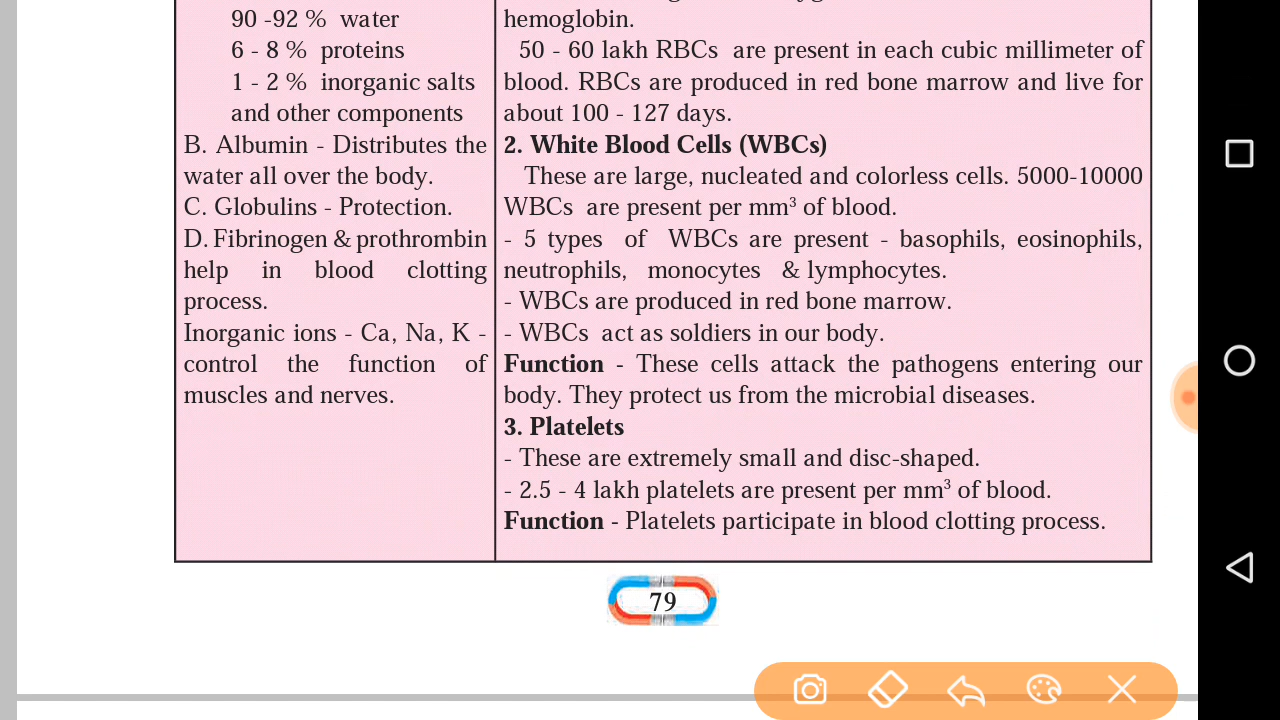 90 -92 % water
6 - 8 % proteins
1 - 2 % inorganic salts
and other components
B. Albumin - Distributes the
water all over the body.
C. Globulins - Protection.
D. Fibrinogen & prothrombin
help in blood clotting
process.
Inorganic ions - Ca, Na, K -
control the function of
muscles and nerves.
hemoglobin.
50 - 60 lakh RBCs are present in each cubic millimeter of
blood. RBCs are produced in red bone marrow and live for
about 100 - 127 days.
2. White Blood Cells (WBCs)
These are large, nucleated and colorless cells. 5000-10000
WBCs are present per mm³ of blood.
- 5 types of WBCs are present - basophils, eosinophils,
neutrophils, monocytes & lymphocytes.
- WBCs are produced in red bone marrow.
- WBCs act as soldiers in our body.
Function - These cells attack the pathogens entering our
body. They protect us from the microbial diseases.
3. Platelets
- These are extremely small and disc-shaped.
- 2.5 - 4 lakh platelets are present per mm³ of blood.
Function - Platelets participate in blood clotting process.
79